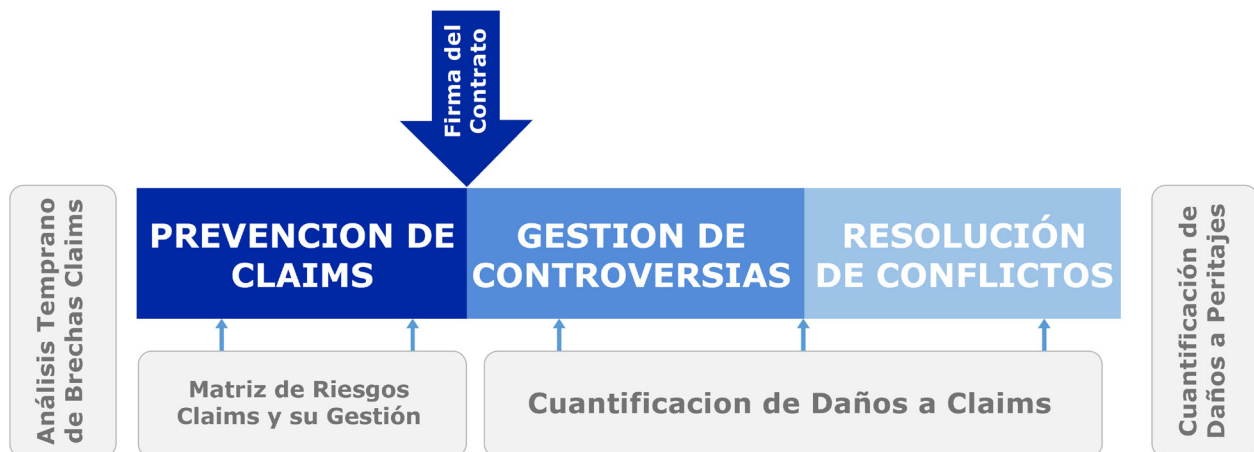 Firma del
Contrato
Análisis Temprano
de Brechas Claims
PREVENCION DE
CLAIMS
GESTION DE
CONTROVERSIAS
RESOLUCIÓN
DE CONFLICTOS
Matriz de Riesgos
Claims y su Gestión
Cuantificacion de Daños a Claims
Cuantificación de
Daños a Peritajes